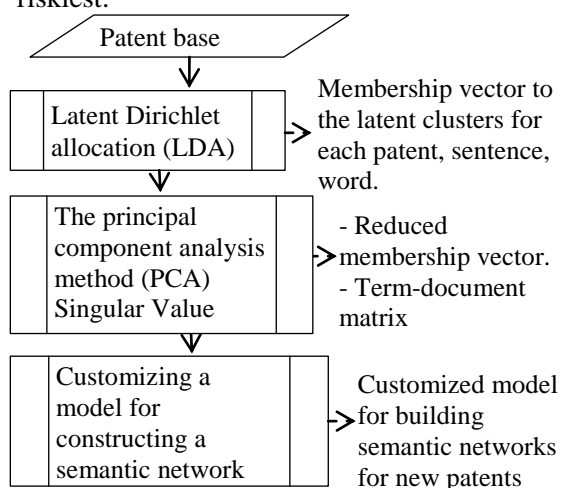 riskiest.
Patent base
Latent Dirichlet
allocation (LDA)
Membership vector to
the latent clusters for
each patent, sentence,
word.
The principal
component analysis
method (PCA)
Singular Value
- Reduced
membership vector.
- Term-document
matrix
Customizing a
model for
constructing a
semantic network
Customized model
for building
semantic networks
for new patents